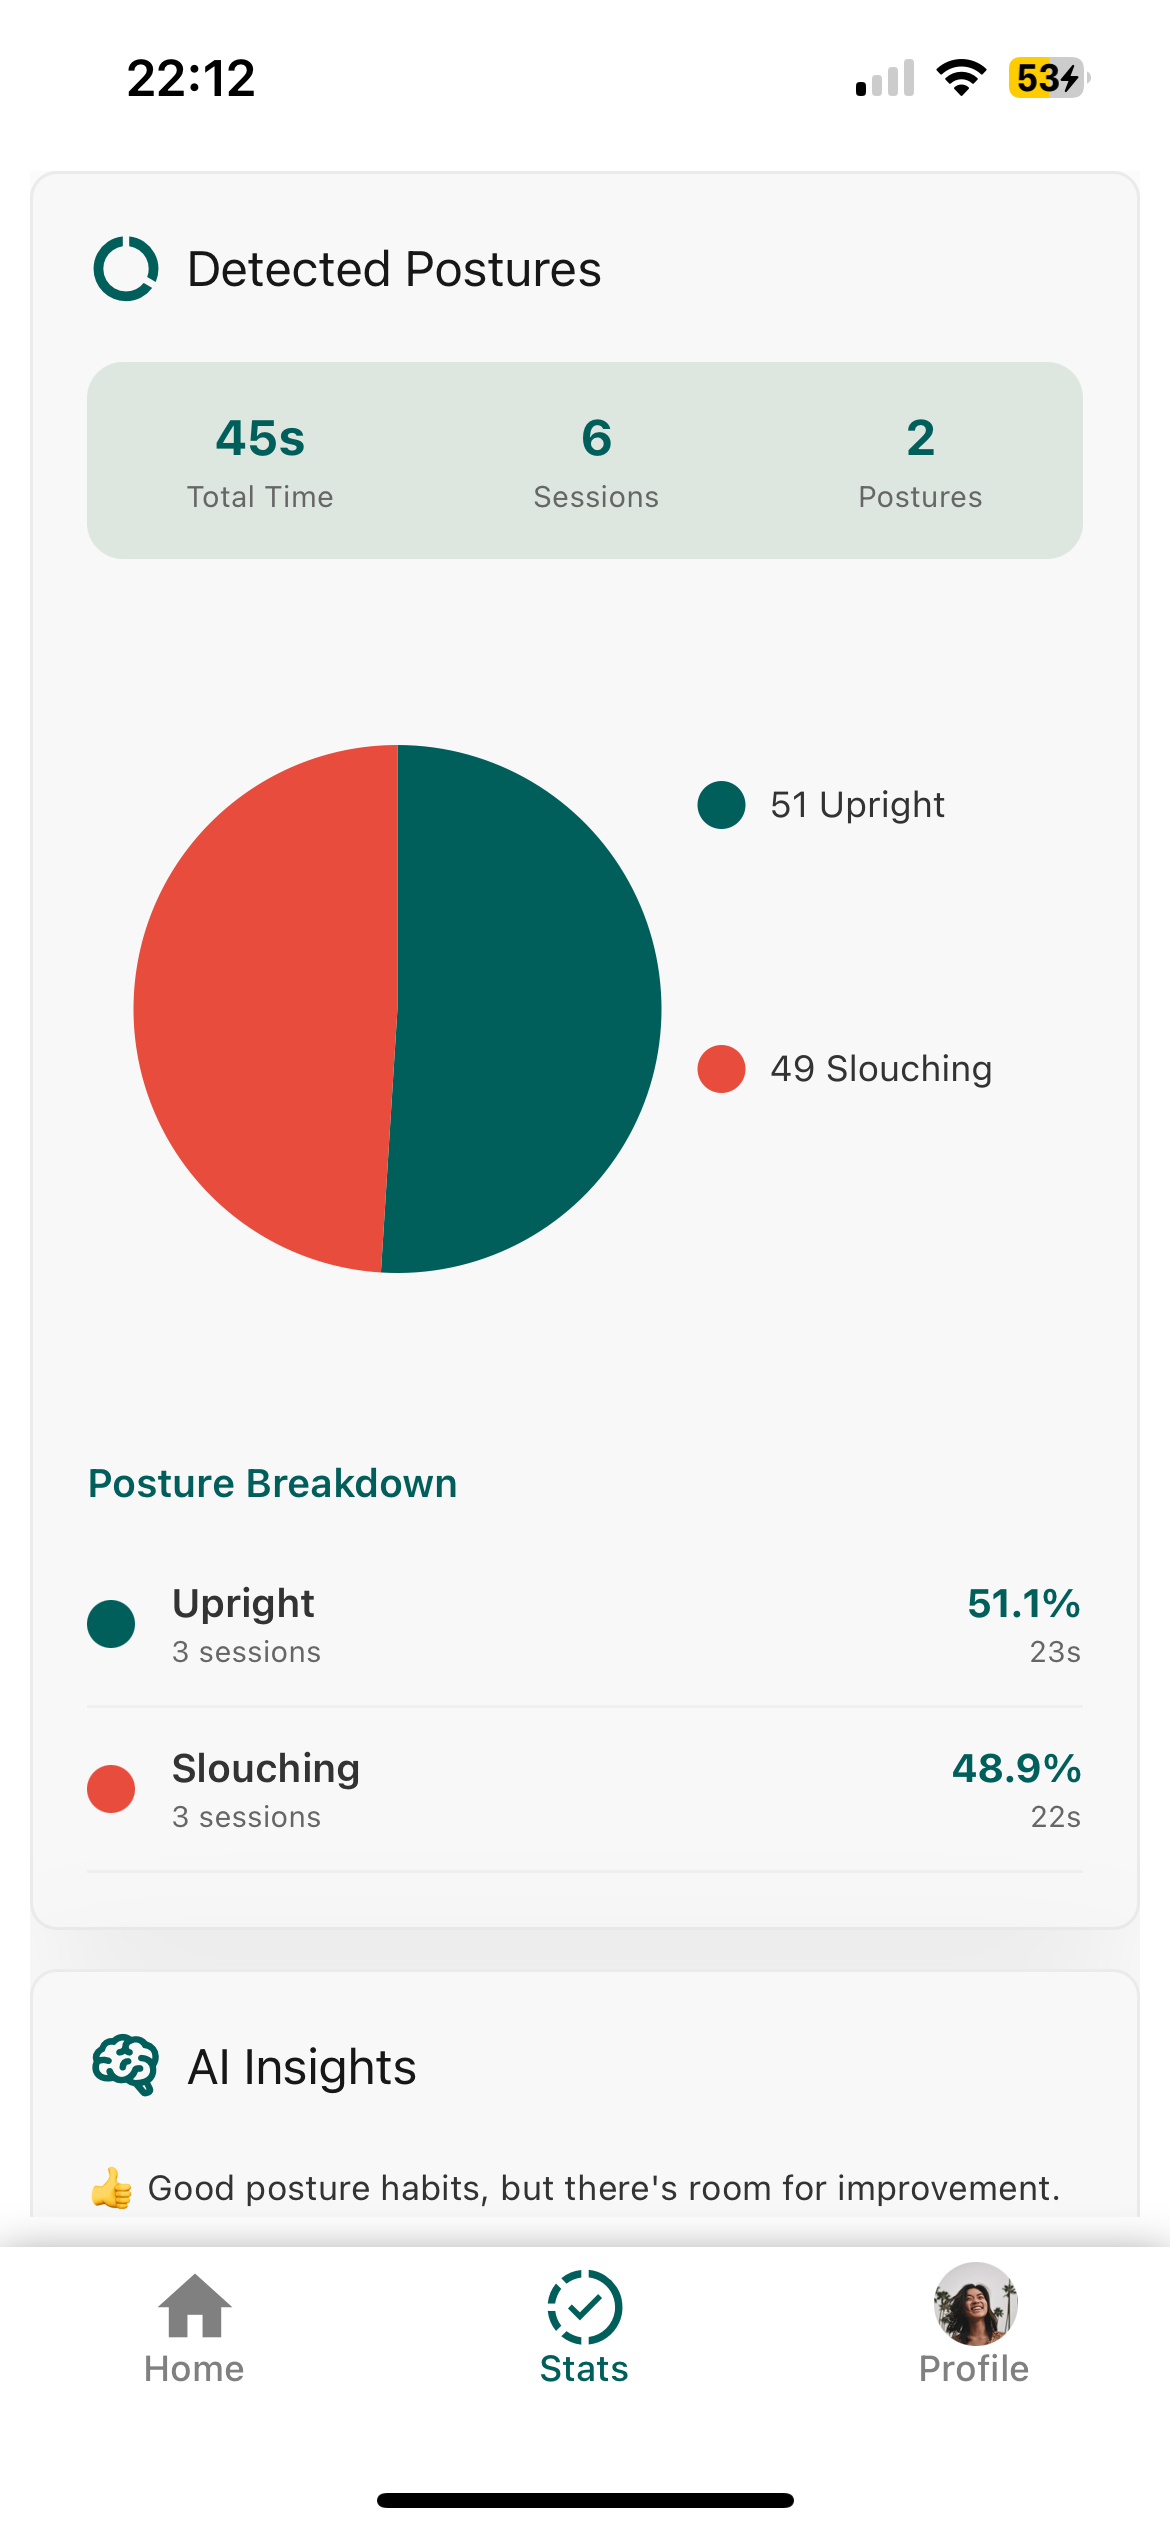 22:12
53
Detected Postures
45s
Total Time
6
Sessions
2
Postures
51 Upright
49 Slouching
Posture Breakdown
Upright
3 sessions
51.1%
23s
Slouching
3 sessions
48.9%
22s
AI Insights
👍 Good posture habits, but there's room for improvement.
Home
Stats
Profile